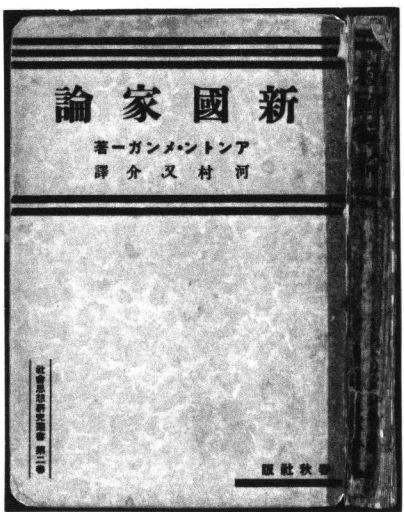 新國家論
アントン・メンガー著
河村又介譯
社會思想研究叢書 第二巻
春秋社版